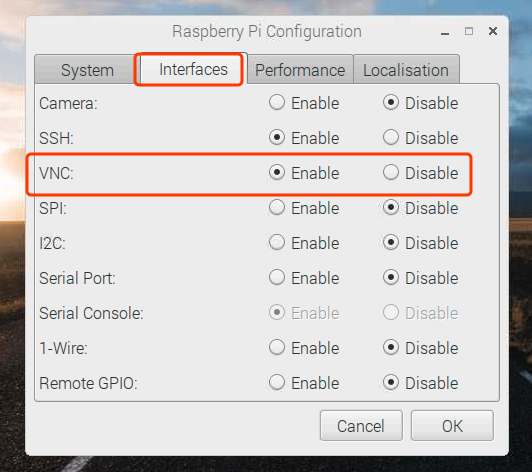 Raspberry Pi Configuration
System Interfaces Performance Localisation
Camera: Enable Disable
SSH: Enable Disable
VNC: Enable Disable
SPI: Enable Disable
I2C: Enable Disable
Serial Port: Enable Disable
Serial Console: Enable Disable
1-Wire: Enable Disable
Remote GPIO: Enable Disable
Cancel OK